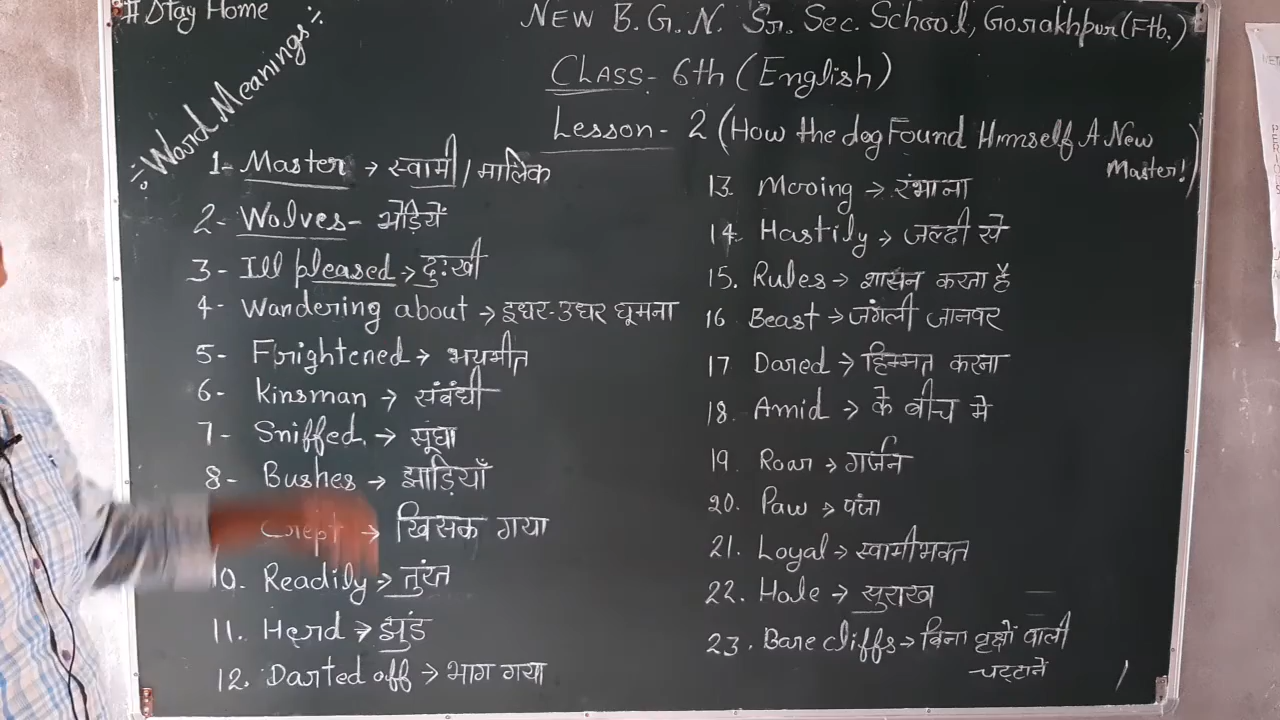 # Stay Home
÷ Word Meanings ÷
NEW B. G. N. Sr. Sec. School, Gorakhpur (Ftb.)
CLASS- 6th (English)
Lesson- 2 (How the dog Found Himself A New Master!)
1- Master → स्वामी / मालिक
2- Wolves- भेड़ियें
3- Ill pleased → दुःखी
4- Wandering about → इधर-उधर घूमना
5- Frightened → भयभीत
6- Kinsman → संबंधी
7- Sniffed → सूंघा
8- Bushes → झाड़ियाँ
Crept → खिसक गया
10. Readily → तुरंत
11. Herd → झुंड
12. Darted off → भाग गया
13. Mooing → रंभाना
14. Hastily → जल्दी से
15. Rules → शासन करता है
16. Beast → जंगली जानवर
17. Dared → हिम्मत करना
18. Amid → के बीच मे
19. Roar → गर्जन
20. Paw → पंजा
21. Loyal → स्वामीभक्त
22. Hole → सुराख
23. Bare cliffs → बिना वृक्षों वाली
चट्टानें